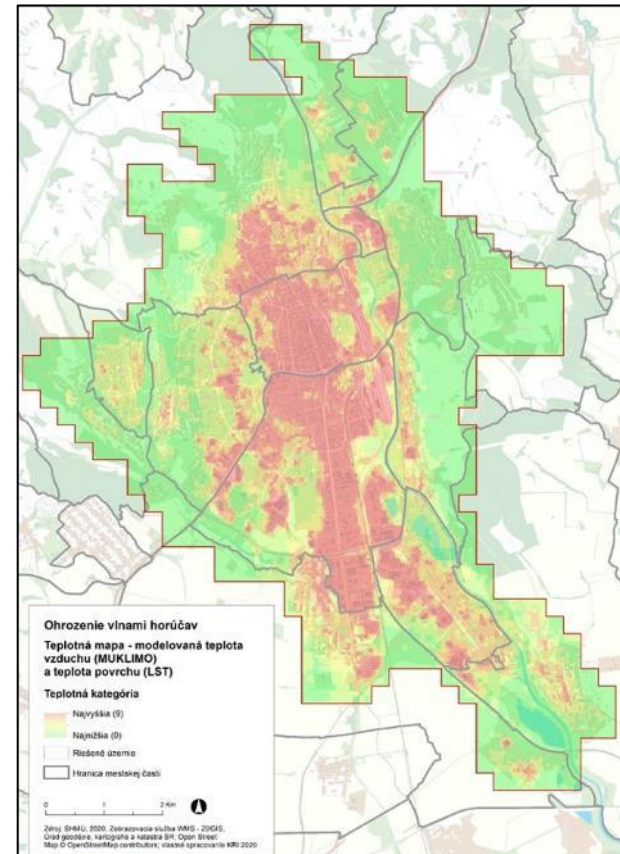 Ohrozenie vlnami horúčav
Teplotná mapa - modelovaná teplota
vzduchu (MUKLIMO)
a teplota povrchu (LST)
Teplotná kategória
Najvyššia (9)
Najnižšia (0)
Riešené územie
Hranica mestskej časti
0 1 2 Km
Zdroj: SHMÚ, 2020, Zobrazovacia služba WMS - ZBGIS,
Úrad geodézie, kartografie a katastra SR; Open Street
Map © OpenStreetMap contributors; vlastné spracovanie KRI 2020